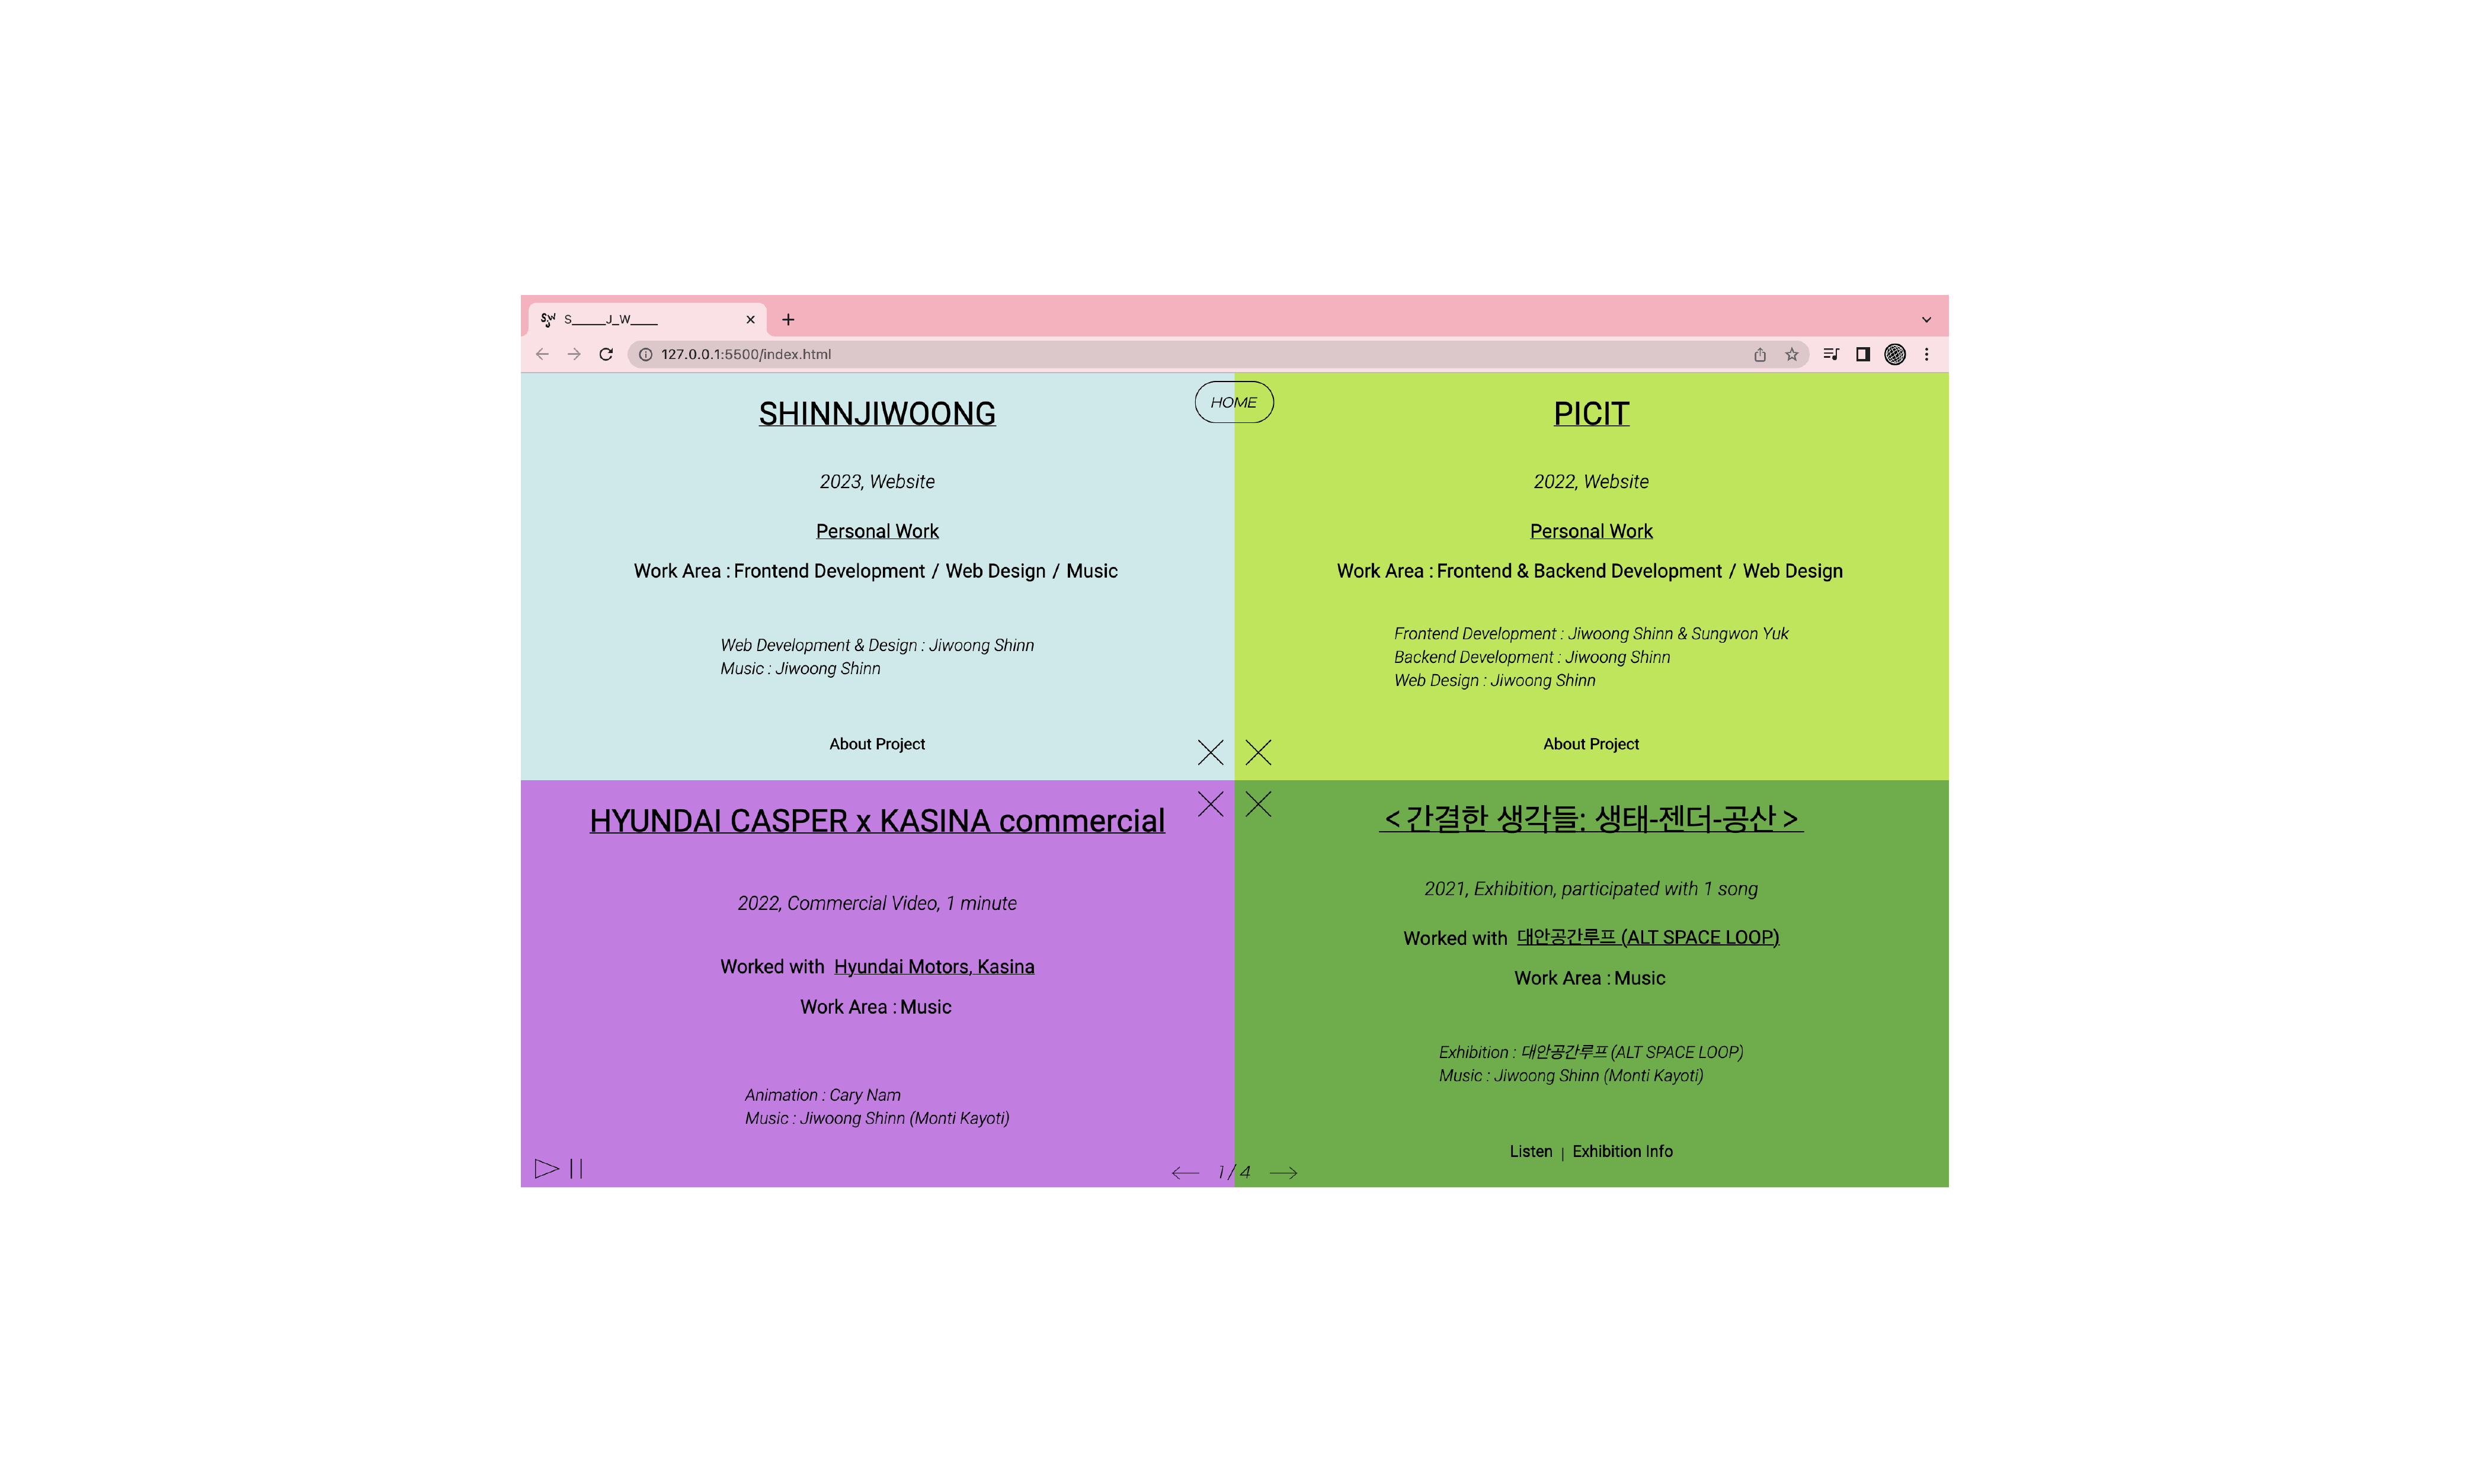 SJW S_____J_W____
127.0.0.1:5500/index.html
HOME
SHINNJIWOONG
2023, Website
Personal Work
Work Area : Frontend Development / Web Design / Music
Web Development & Design : Jiwoong Shinn
Music : Jiwoong Shinn
About Project
PICIT
2022, Website
Personal Work
Work Area : Frontend & Backend Development / Web Design
Frontend Development : Jiwoong Shinn & Sungwon Yuk
Backend Development : Jiwoong Shinn
Web Design : Jiwoong Shinn
About Project
HYUNDAI CASPER x KASINA commercial
2022, Commercial Video, 1 minute
Worked with Hyundai Motors, Kasina
Work Area : Music
Animation : Cary Nam
Music : Jiwoong Shinn (Monti Kayoti)
< 간결한 생각들: 생태-젠더-공산 >
2021, Exhibition, participated with 1 song
Worked with 대안공간루프 (ALT SPACE LOOP)
Work Area : Music
Exhibition : 대안공간루프 (ALT SPACE LOOP)
Music : Jiwoong Shinn (Monti Kayoti)
Listen | Exhibition Info
1 / 4